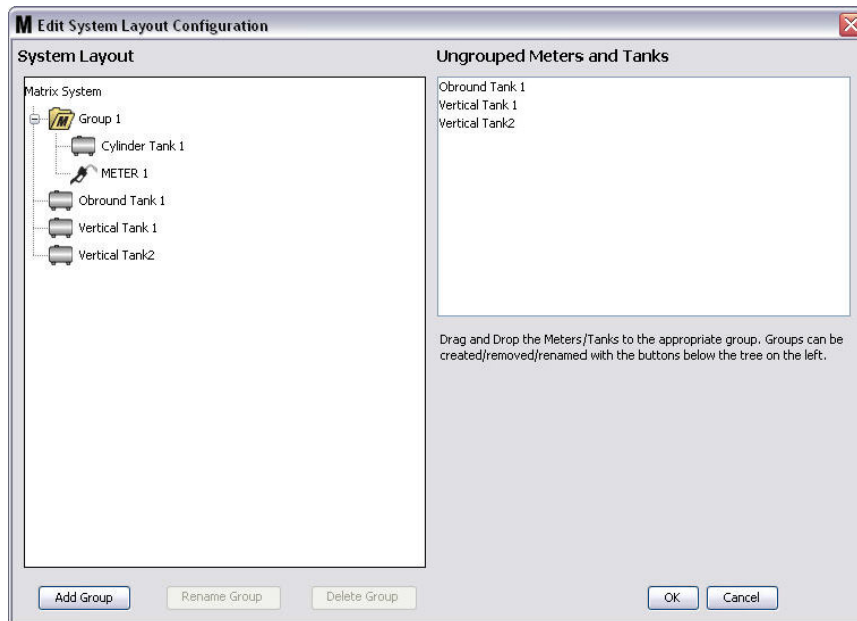 M Edit System Layout Configuration
System Layout
Matrix System
M Group 1
Cylinder Tank 1
METER 1
Obround Tank 1
Vertical Tank 1
Vertical Tank2
Add Group
Rename Group
Delete Group
Ungrouped Meters and Tanks
Obround Tank 1
Vertical Tank 1
Vertical Tank2
Drag and Drop the Meters/Tanks to the appropriate group. Groups can be
created/removed/renamed with the buttons below the tree on the left.
OK
Cancel